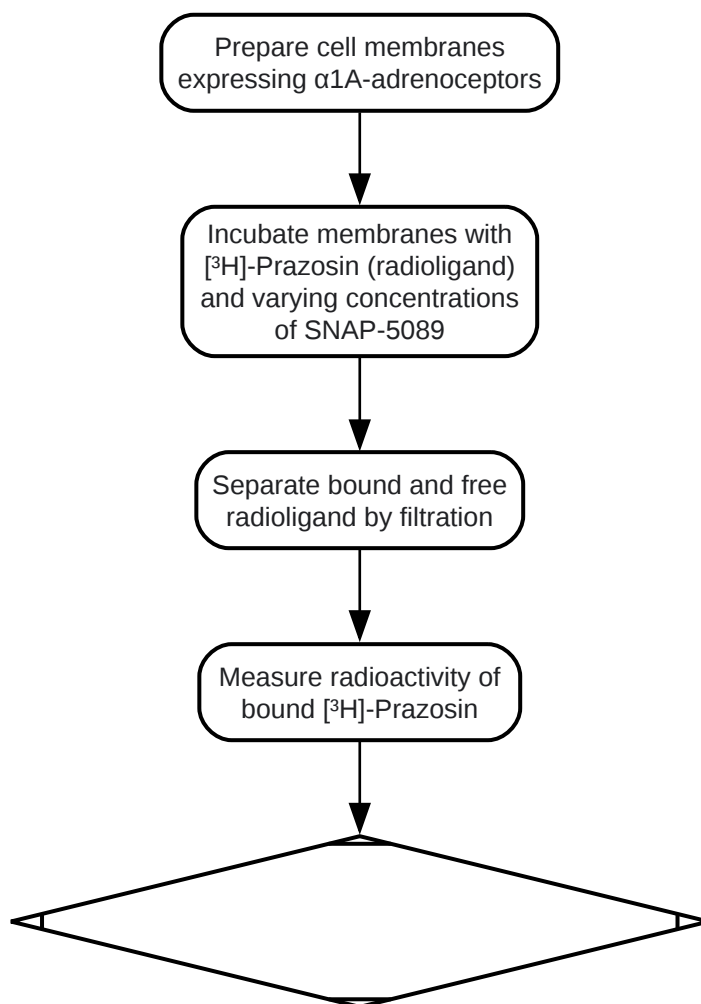 Prepare cell membranes
expressing α1A-adrenoceptors
Incubate membranes with
[³H]-Prazosin (radioligand)
and varying concentrations
of SNAP-5089
Separate bound and free
radioligand by filtration
Measure radioactivity of
bound [³H]-Prazosin